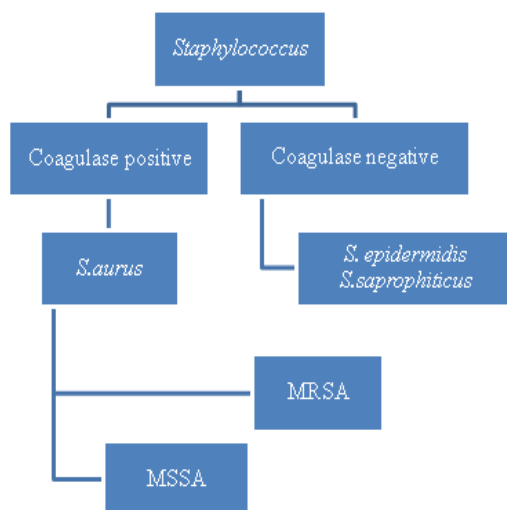 Staphylococcus
Coagulase positive
Coagulase negative
S.aurus
S. epidermidis
S.saprophiticus
MRSA
MSSA